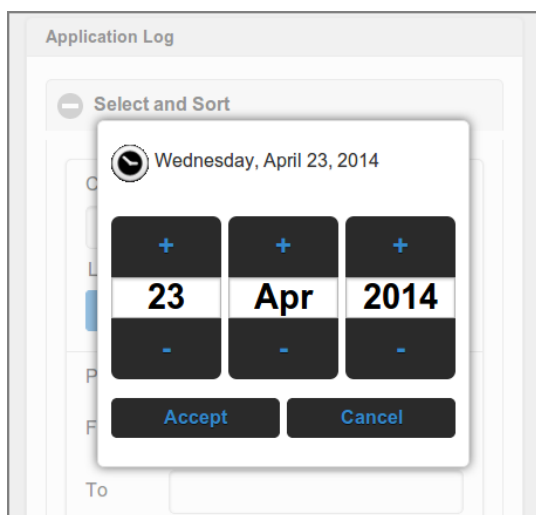 Application Log
Select and Sort
Wednesday, April 23, 2014
+ + +
23 Apr 2014
- - -
Accept Cancel
To